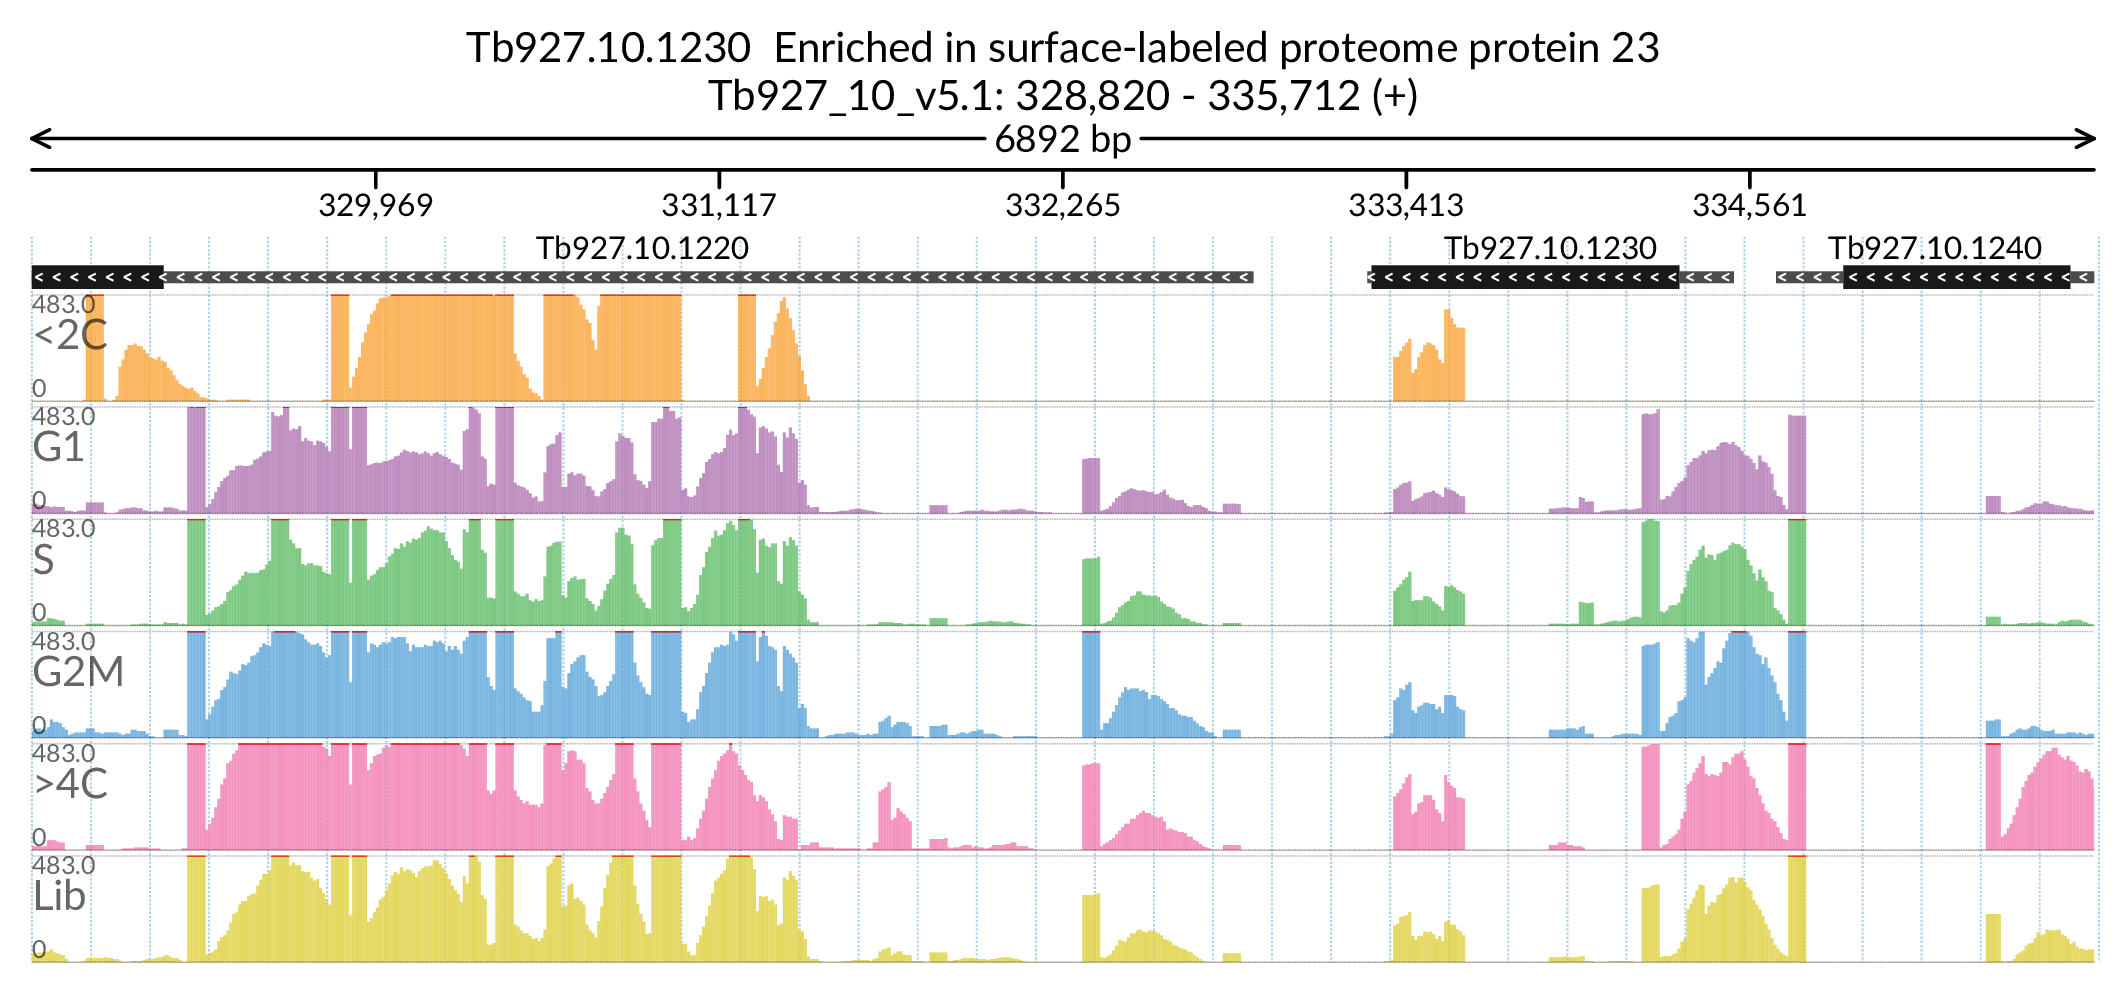 Tb927.10.1230 Enriched in surface-labeled proteome protein 23
Tb927_10_v5.1: 328,820 - 335,712 (+)
6892 bp
329,969 331,117 332,265 333,413 334,561
Tb927.10.1220 Tb927.10.1230 Tb927.10.1240
483.0
<2C
0
483.0
G1
0
483.0
S
0
483.0
G2M
0
483.0
>4C
0
483.0
Lib
0